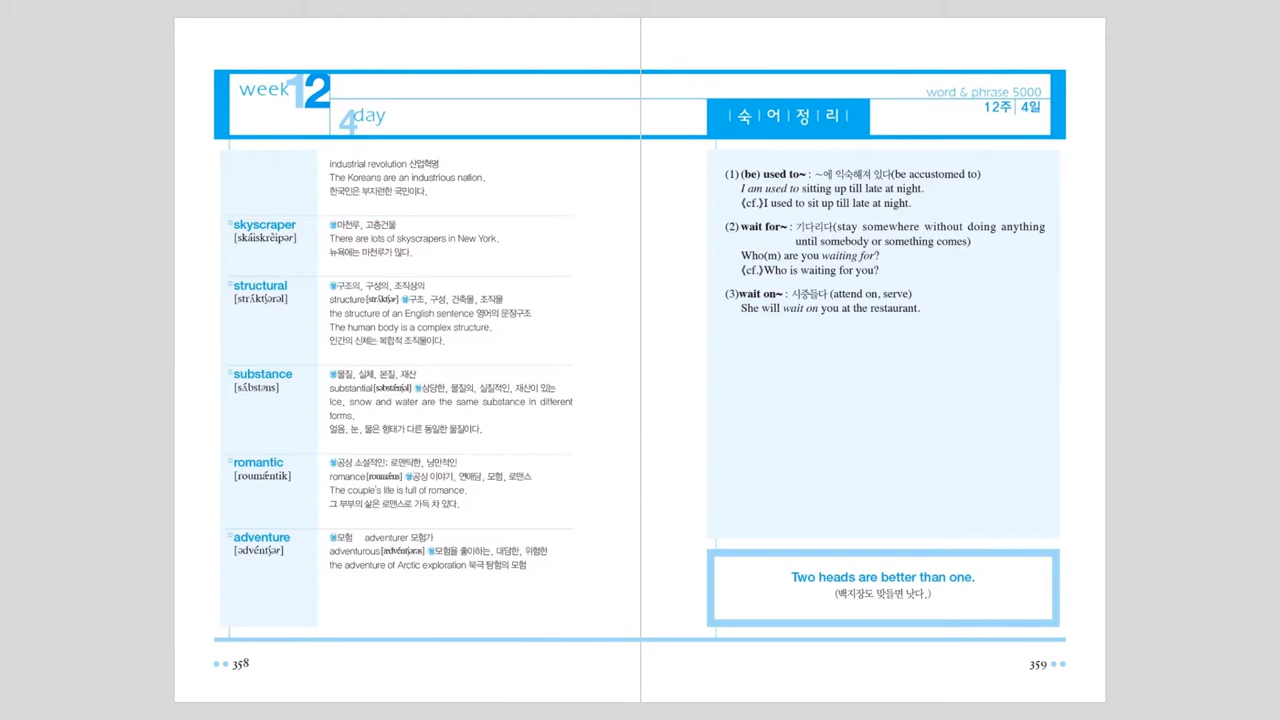 week 12
4 day
industrial revolution 산업혁명
The Koreans are an industrious nation.
한국인은 부지런한 국민이다.
skyscraper
[skáiskrèipər]
명마천루, 고층건물
There are lots of skyscrapers in New York.
뉴욕에는 마천루가 많다.
structural
[strʌ́ktʃərəl]
형구조의, 구성의, 조직상의
structure[strʌ́ktʃər] 명구조, 구성, 건축물, 조직물
the structure of an English sentence 영어의 문장구조
The human body is a complex structure.
인간의 신체는 복합적 조직물이다.
substance
[sʌ́bstəns]
명물질, 실체, 본질, 재산
substantial[səbstǽnʃəl] 형상당한, 물질의, 실질적인, 재산이 있는
Ice, snow and water are the same substance in different
forms.
얼음, 눈, 물은 형태가 다른 동일한 물질이다.
romantic
[roumǽntik]
형공상 소설적인; 로맨틱한, 낭만적인
romance[roumǽns] 명공상 이야기, 연애담, 모험, 로맨스
The couple's life is full of romance.
그 부부의 삶은 로맨스로 가득 차 있다.
adventure
[ədvéntʃər]
명모험 adventurer 모험가
adventurous[ædvéntʃərəs] 형모험을 좋아하는, 대담한, 위험한
the adventure of Arctic exploration 북극 탐험의 모험
358
word & phrase 5000
12주 4일
숙어정리
(1) (be) used to~ : ~에 익숙해져 있다(be accustomed to)
I am used to sitting up till late at night.
《cf.》I used to sit up till late at night.
(2) wait for~ : 기다리다(stay somewhere without doing anything
until somebody or something comes)
Who(m) are you waiting for?
《cf.》Who is waiting for you?
(3)wait on~ : 시중들다 (attend on, serve)
She will wait on you at the restaurant.
Two heads are better than one.
(백지장도 맞들면 낫다.)
359